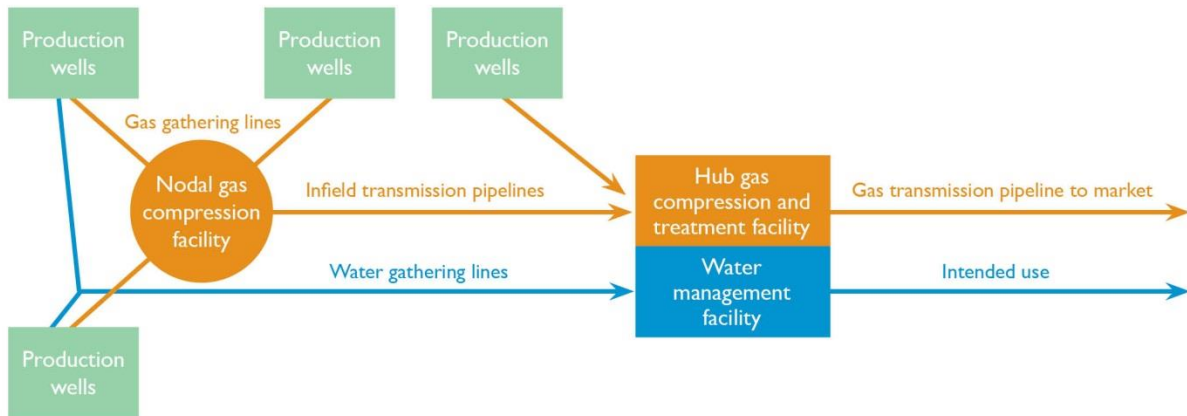 Production
wells
Production
wells
Production
wells
Gas gathering lines
Nodal gas
compression
facility
Infield transmission pipelines
Hub gas
compression and
treatment facility
Gas transmission pipeline to market
Water gathering lines
Water
management
facility
Intended use
Production
wells